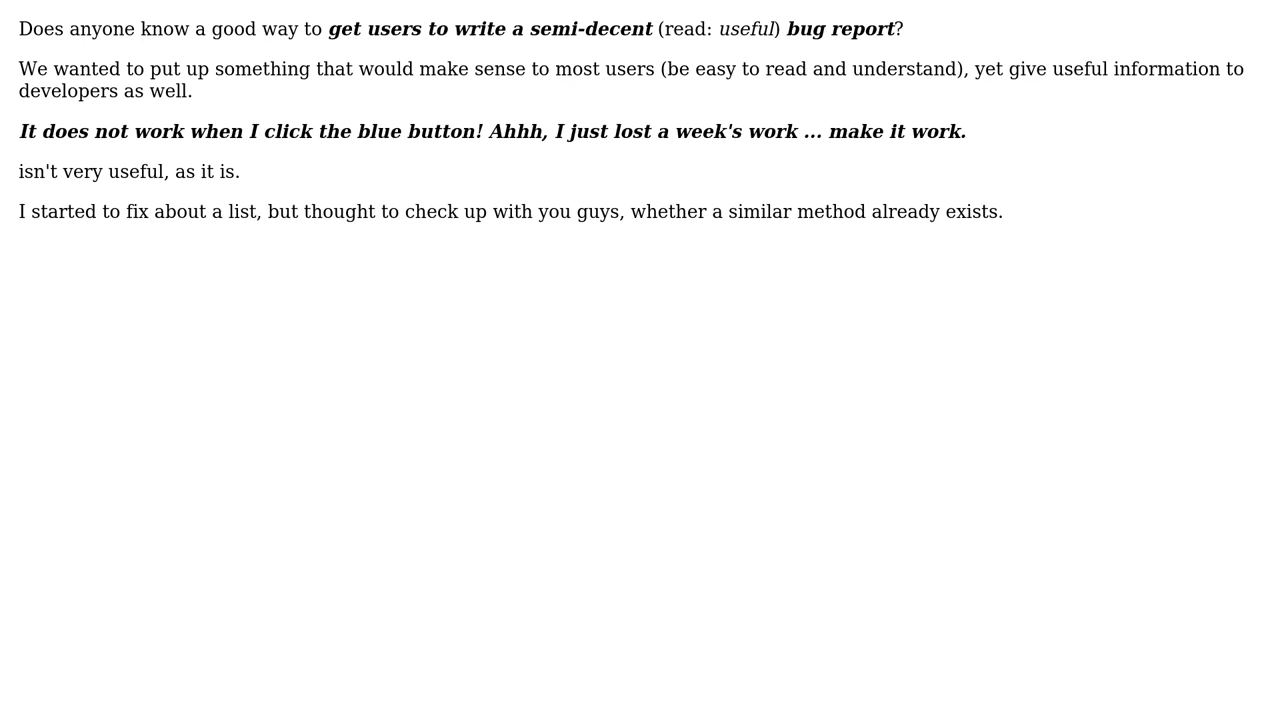 Does anyone know a good way to get users to write a semi-decent (read: useful) bug report?
We wanted to put up something that would make sense to most users (be easy to read and understand), yet give useful information to
developers as well.
It does not work when I click the blue button! Ahhh, I just lost a week's work ... make it work.
isn't very useful, as it is.
I started to fix about a list, but thought to check up with you guys, whether a similar method already exists.